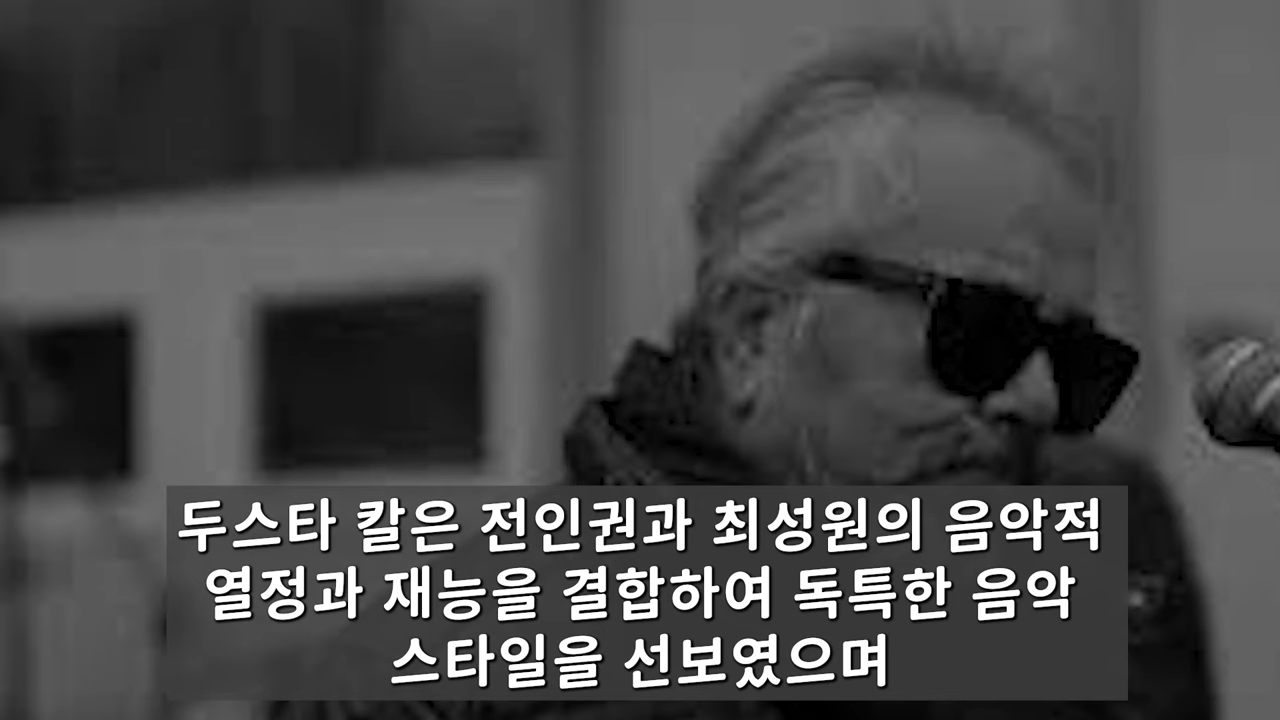 두스타 칼은 전인권과 최성원의 음악적
열정과 재능을 결합하여 독특한 음악
스타일을 선보였으며